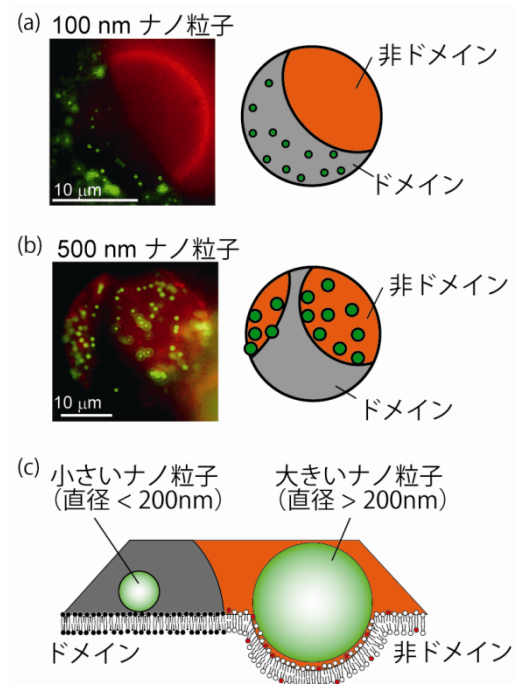 (a) 100 nm ナノ粒子
非ドメイン
ドメイン
10 μm
(b) 500 nm ナノ粒子
非ドメイン
ドメイン
10 μm
(c) 小さいナノ粒子
（直径 < 200nm）
大きいナノ粒子
（直径 > 200nm）
ドメイン
非ドメイン